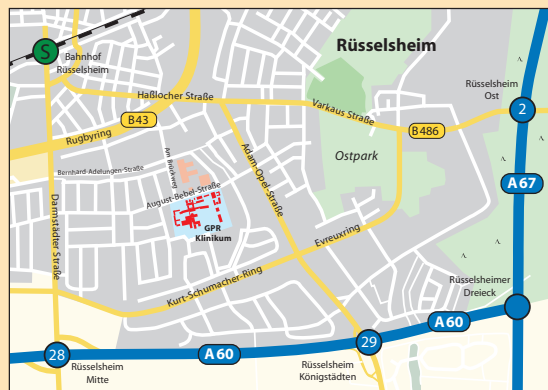 Rüsselsheim
S
Bahnhof
Rüsselsheim
Haßlocher Straße
Rüsselsheim
Ost
2
Varkaus Straße
B43
B486
Rugbyring
Am Brückweg
Ostpark
Bernhard-Adelungen-Straße
Adam-Opel-Straße
A67
August-Bebel-Straße
Darmstädter Straße
GPR
Klinikum
Evreuxring
Kurt-Schumacher-Ring
Rüsselsheimer
Dreieck
A60
A60
28
29
Rüsselsheim
Mitte
Rüsselsheim
Königstädten